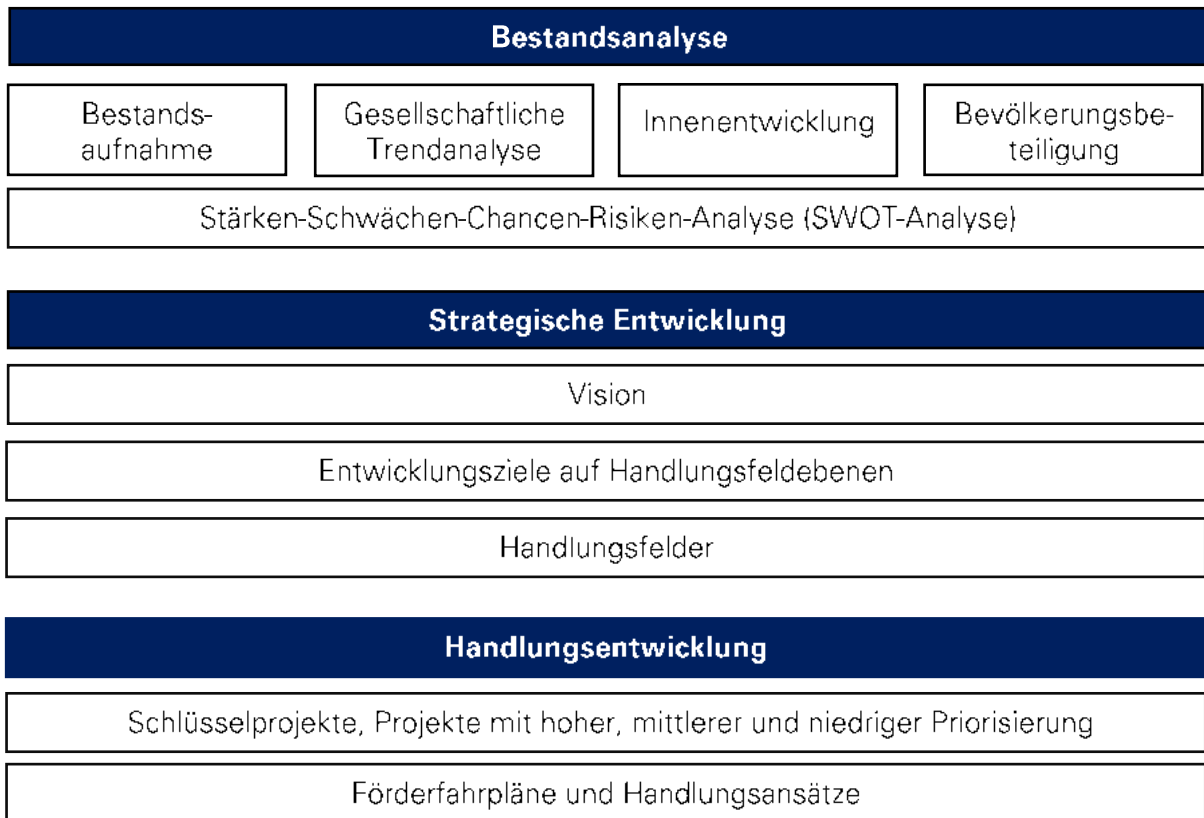 Bestandsanalyse
Bestands-
aufnahme
Gesellschaftliche
Trendanalyse
Innenentwicklung
Bevölkerungsbe-
teiligung
Stärken-Schwächen-Chancen-Risiken-Analyse (SWOT-Analyse)
Strategische Entwicklung
Vision
Entwicklungsziele auf Handlungsfeldebenen
Handlungsfelder
Handlungsentwicklung
Schlüsselprojekte, Projekte mit hoher, mittlerer und niedriger Priorisierung
Förderfahrpläne und Handlungsansätze